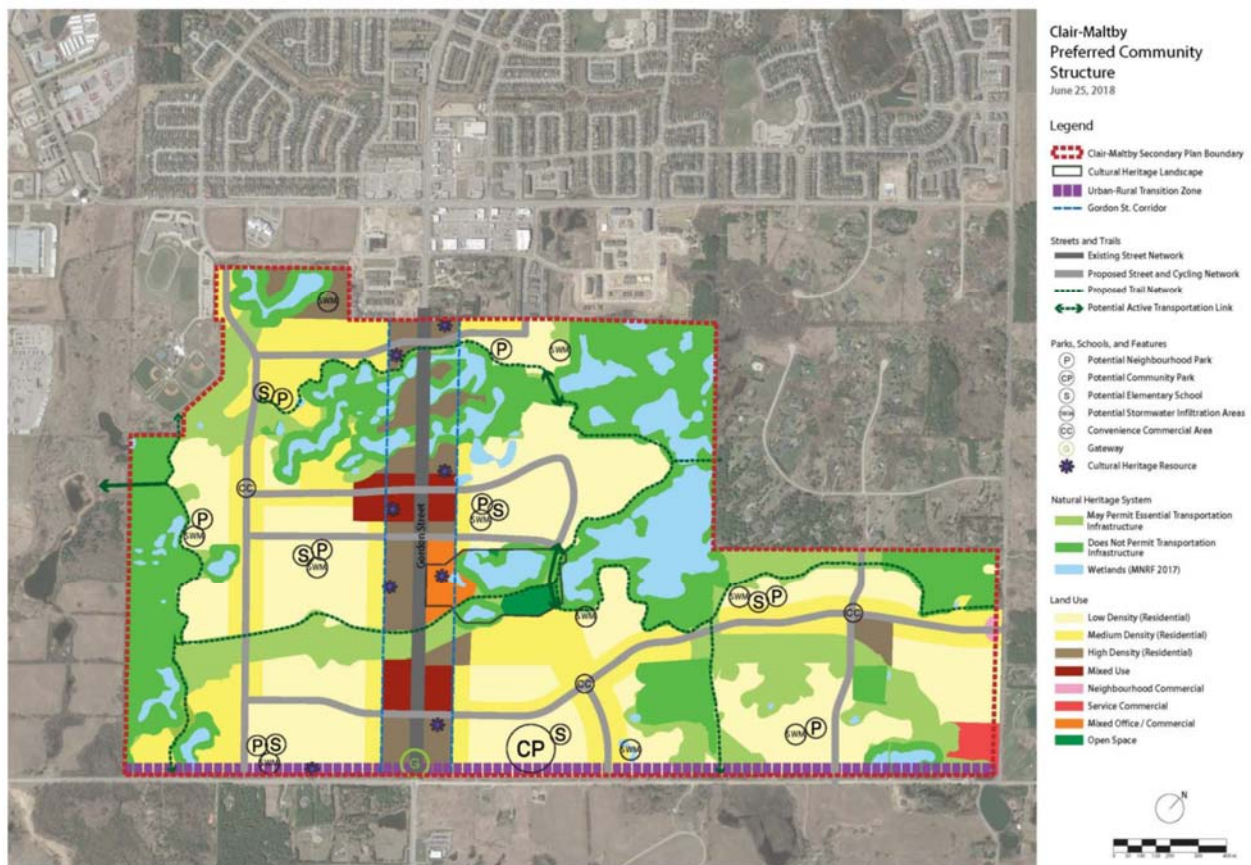 Clair-Maltby
Preferred Community
Structure
June 25, 2018
Legend
Clair-Maltby Secondary Plan Boundary
Cultural Heritage Landscape
Urban-Rural Transition Zone
Gordon St. Corridor
Streets and Trails
Existing Street Network
Proposed Street and Cycling Network
Proposed Trail Network
Potential Active Transportation Link
Parks, Schools, and Features
P Potential Neighbourhood Park
CP Potential Community Park
S Potential Elementary School
SWM Potential Stormwater Infiltration Areas
CC Convenience Commercial Area
G Gateway
Cultural Heritage Resource
Natural Heritage System
May Permit Essential Transportation
Infrastructure
Does Not Permit Transportation
Infrastructure
Wetlands (MNRF 2017)
Land Use
Low Density (Residential)
Medium Density (Residential)
High Density (Residential)
Mixed Use
Neighbourhood Commercial
Service Commercial
Mixed Office / Commercial
Open Space
N
SWM
P SWM
S P
CC
P S
SWM
Gordon Street
P
SWM
S P
SWM
SWM S P
SWM
CC
CC
SWM P
P S
SWM
G
CP S
SWM